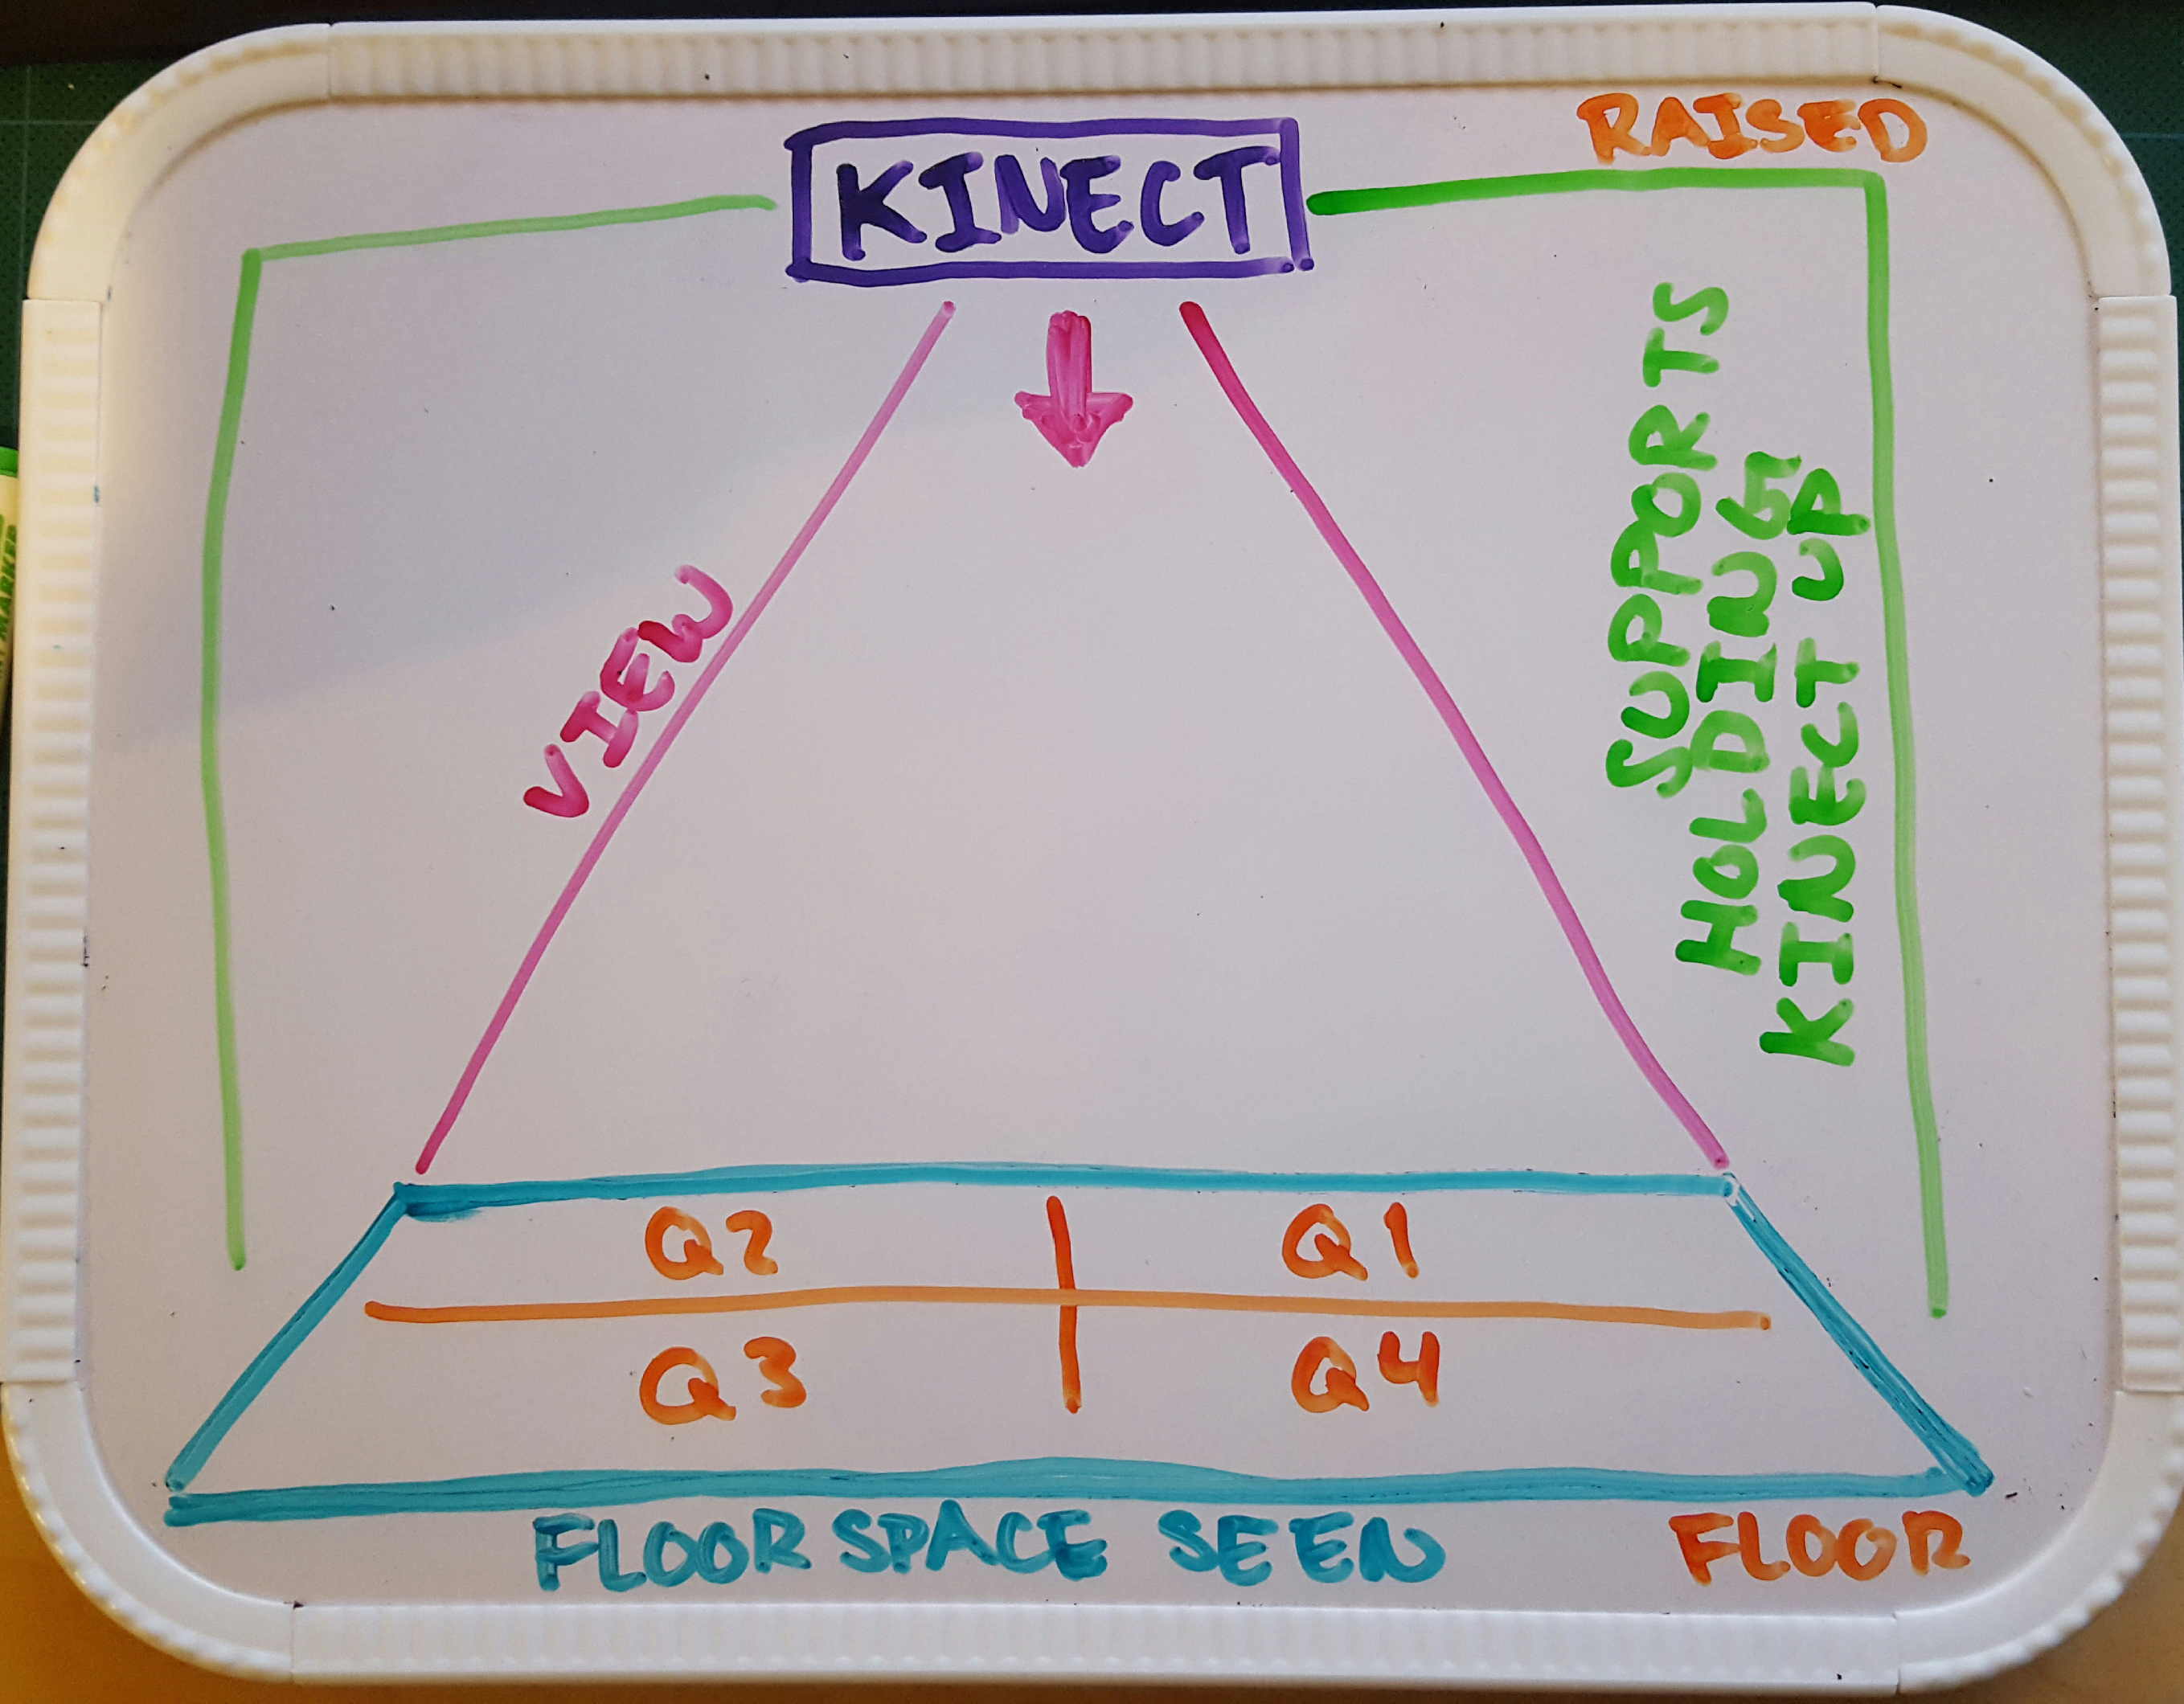 RAISED
KINECT
SUPPORTS
HOLDING
KINECT UP
VIEW
Q2 Q1
Q3 Q4
FLOOR SPACE SEEN
FLOOR
MARKER